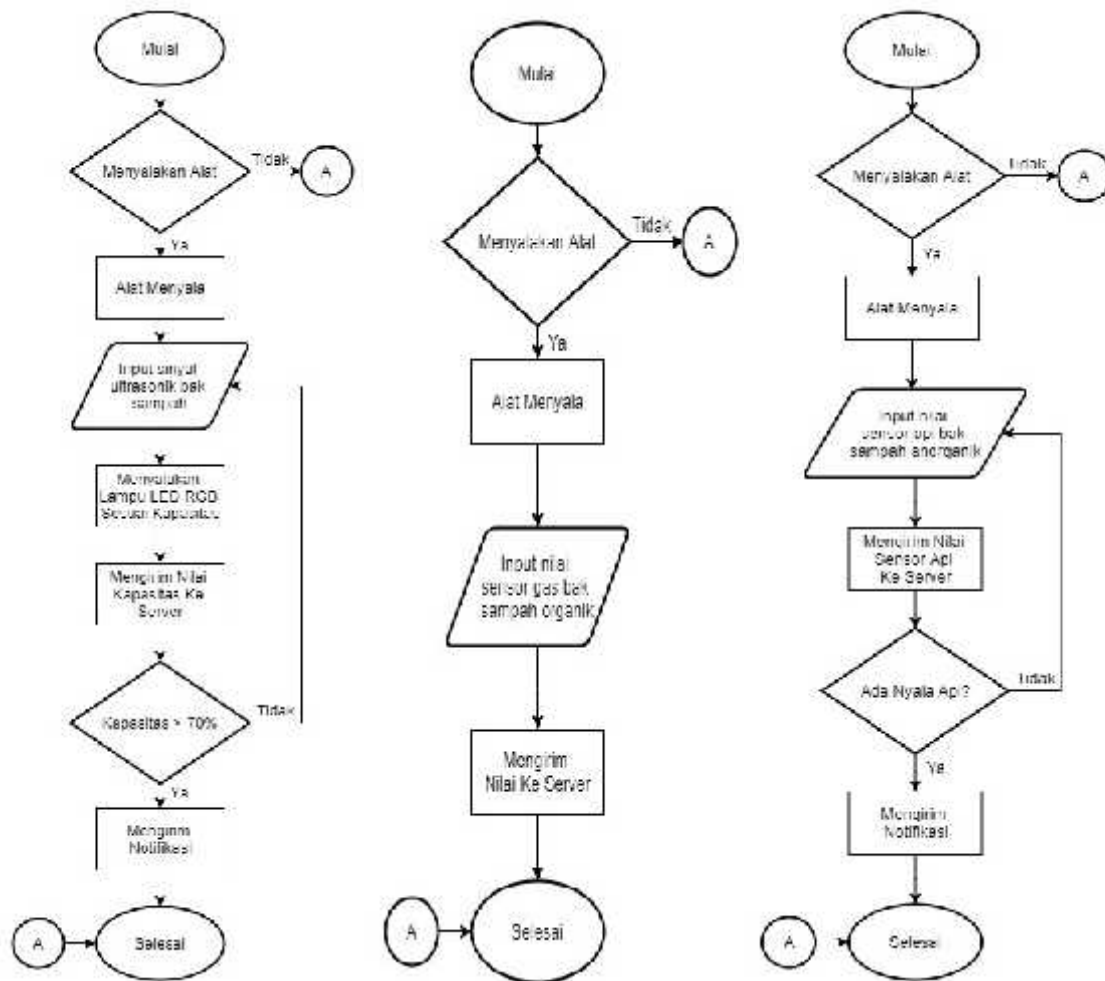 Mulai
Menyalakan Alat
Tidak
A
Ya
Alat Menyala
Input sinyal
ultrasonik bak
sampah
Menyalakan
Lampu LED RGB
Sesuai Kapasitas
Mengirim Nilai
Kapasitas Ke
Server
Kapasitas > 70%
Tidak
Ya
Mengirim
Notifikasi
A
Selesai
Mulai
Menyalakan Alat
Tidak
A
Ya
Alat Menyala
Input nilai
sensor gas bak
sampah organik
Mengirim
Nilai Ke Server
A
Selesai
Mulai
Menyalakan Alat
Tidak
A
Ya
Alat Menyala
Input nilai
sensor api bak
sampah anorganik
Mengirim Nilai
Sensor Api
Ke Server
Ada Nyala Api?
Tidak
Ya
Mengirim
Notifikasi
A
Selesai